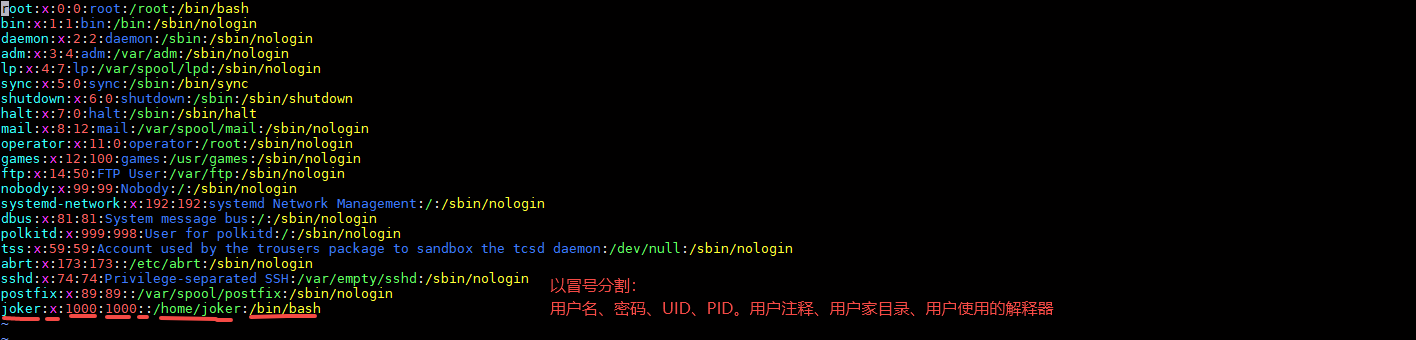 root:x:0:0:root:/root:/bin/bash
bin:x:1:1:bin:/bin:/sbin/nologin
daemon:x:2:2:daemon:/sbin:/sbin/nologin
adm:x:3:4:adm:/var/adm:/sbin/nologin
lp:x:4:7:lp:/var/spool/lpd:/sbin/nologin
sync:x:5:0:sync:/sbin:/bin/sync
shutdown:x:6:0:shutdown:/sbin:/sbin/shutdown
halt:x:7:0:halt:/sbin:/sbin/halt
mail:x:8:12:mail:/var/spool/mail:/sbin/nologin
operator:x:11:0:operator:/root:/sbin/nologin
games:x:12:100:games:/usr/games:/sbin/nologin
ftp:x:14:50:FTP User:/var/ftp:/sbin/nologin
nobody:x:99:99:Nobody:/:/sbin/nologin
systemd-network:x:192:192:systemd Network Management:/:/sbin/nologin
dbus:x:81:81:System message bus:/:/sbin/nologin
polkitd:x:999:998:User for polkitd:/:/sbin/nologin
tss:x:59:59:Account used by the trousers package to sandbox the tcsd daemon:/dev/null:/sbin/nologin
abrt:x:173:173::/etc/abrt:/sbin/nologin
sshd:x:74:74:Privilege-separated SSH:/var/empty/sshd:/sbin/nologin
postfix:x:89:89::/var/spool/postfix:/sbin/nologin
joker:x:1000:1000::/home/joker:/bin/bash
~
~
以冒号分割：
用户名、密码、UID、PID。用户注释、用户家目录、用户使用的解释器